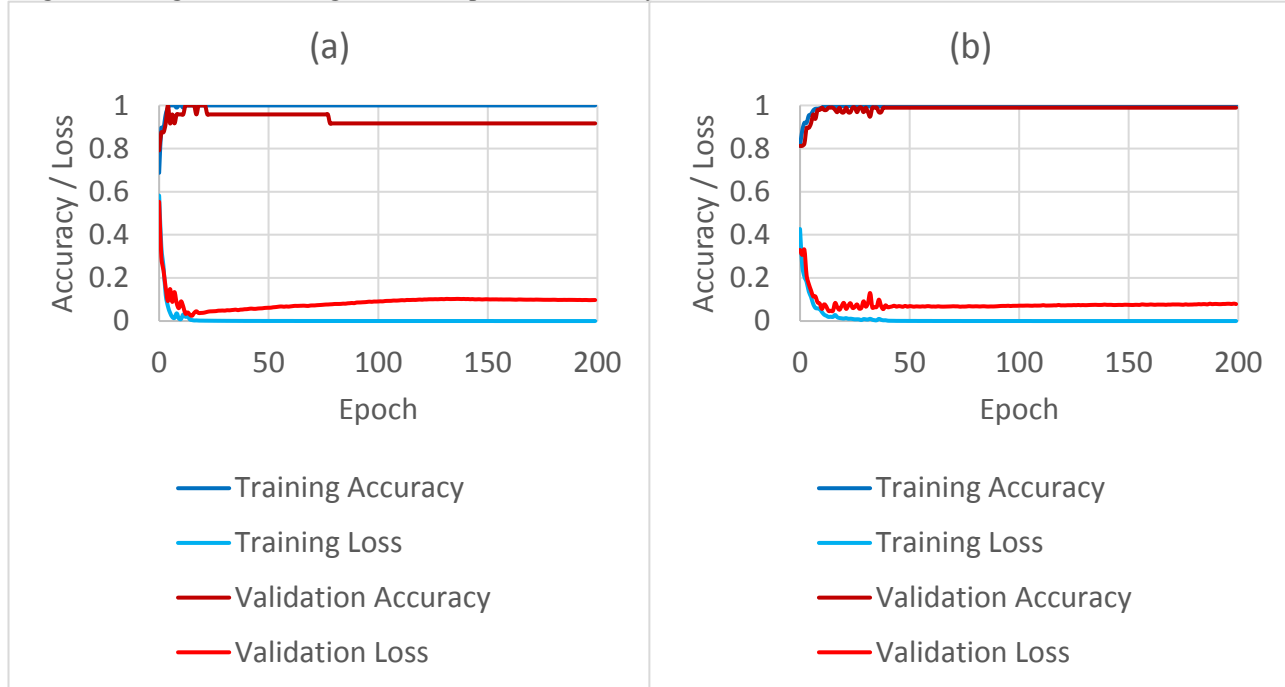 (a)
Accuracy / Loss
1
0.8
0.6
0.4
0.2
0
0 50 100 150 200
Epoch
Training Accuracy
Training Loss
Validation Accuracy
Validation Loss
(b)
Accuracy / Loss
1
0.8
0.6
0.4
0.2
0
0 50 100 150 200
Epoch
Training Accuracy
Training Loss
Validation Accuracy
Validation Loss